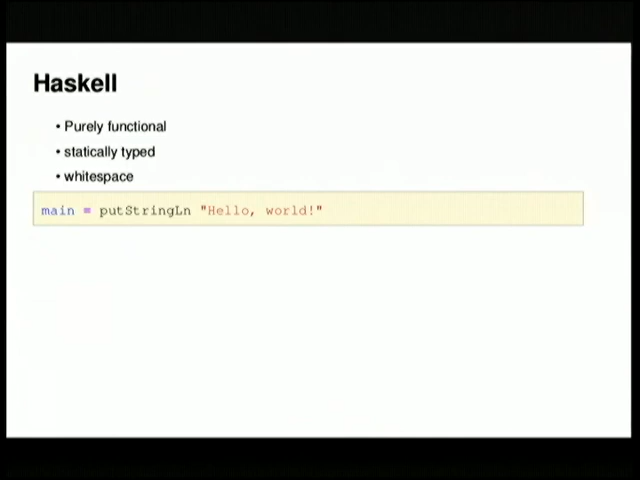 Haskell
• Purely functional
• statically typed
• whitespace
main = putStringLn "Hello, world!"